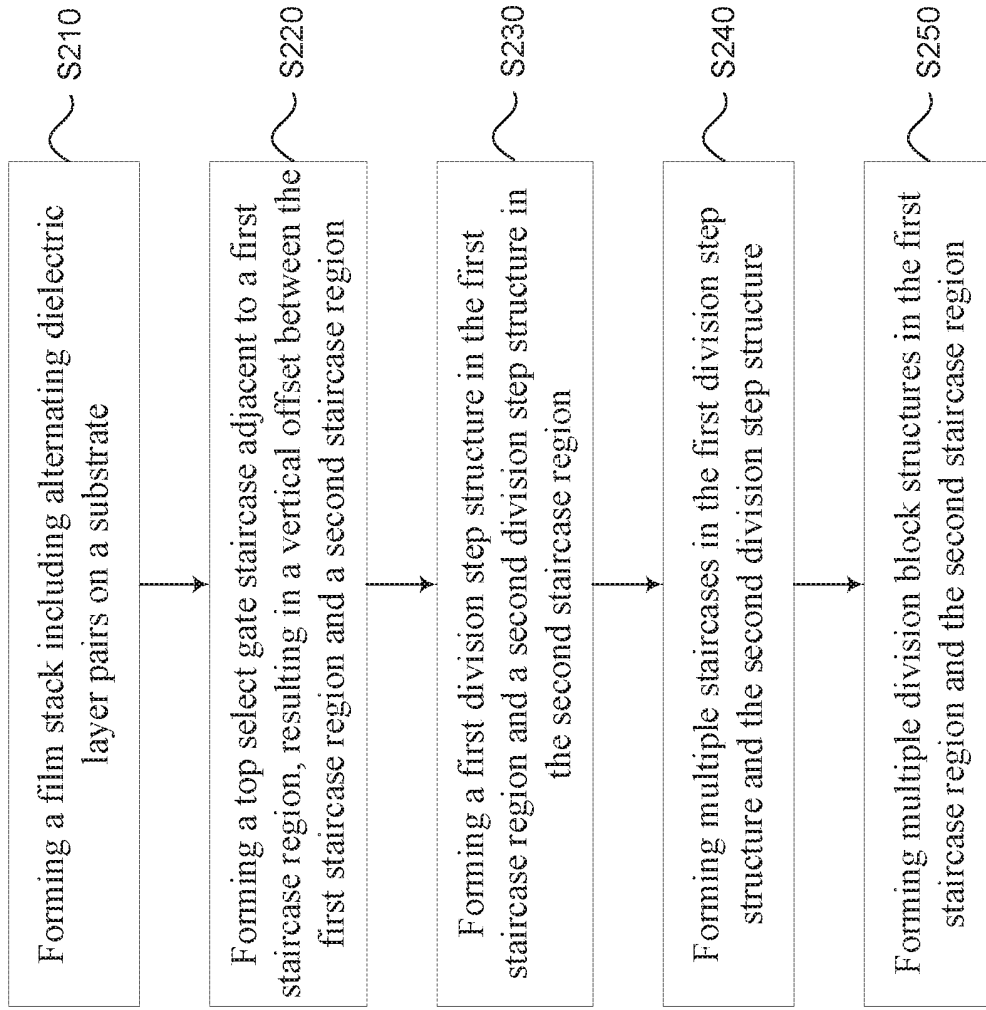 Forming a film stack including alternating dielectric
layer pairs on a substrate
S210
Forming a top select gate staircase adjacent to a first
staircase region, resulting in a vertical offset between the
first staircase region and a second staircase region
S220
Forming a first division step structure in the first
staircase region and a second division step structure in
the second staircase region
S230
Forming multiple staircases in the first division step
structure and the second division step structure
S240
Forming multiple division block structures in the first
staircase region and the second staircase region
S250